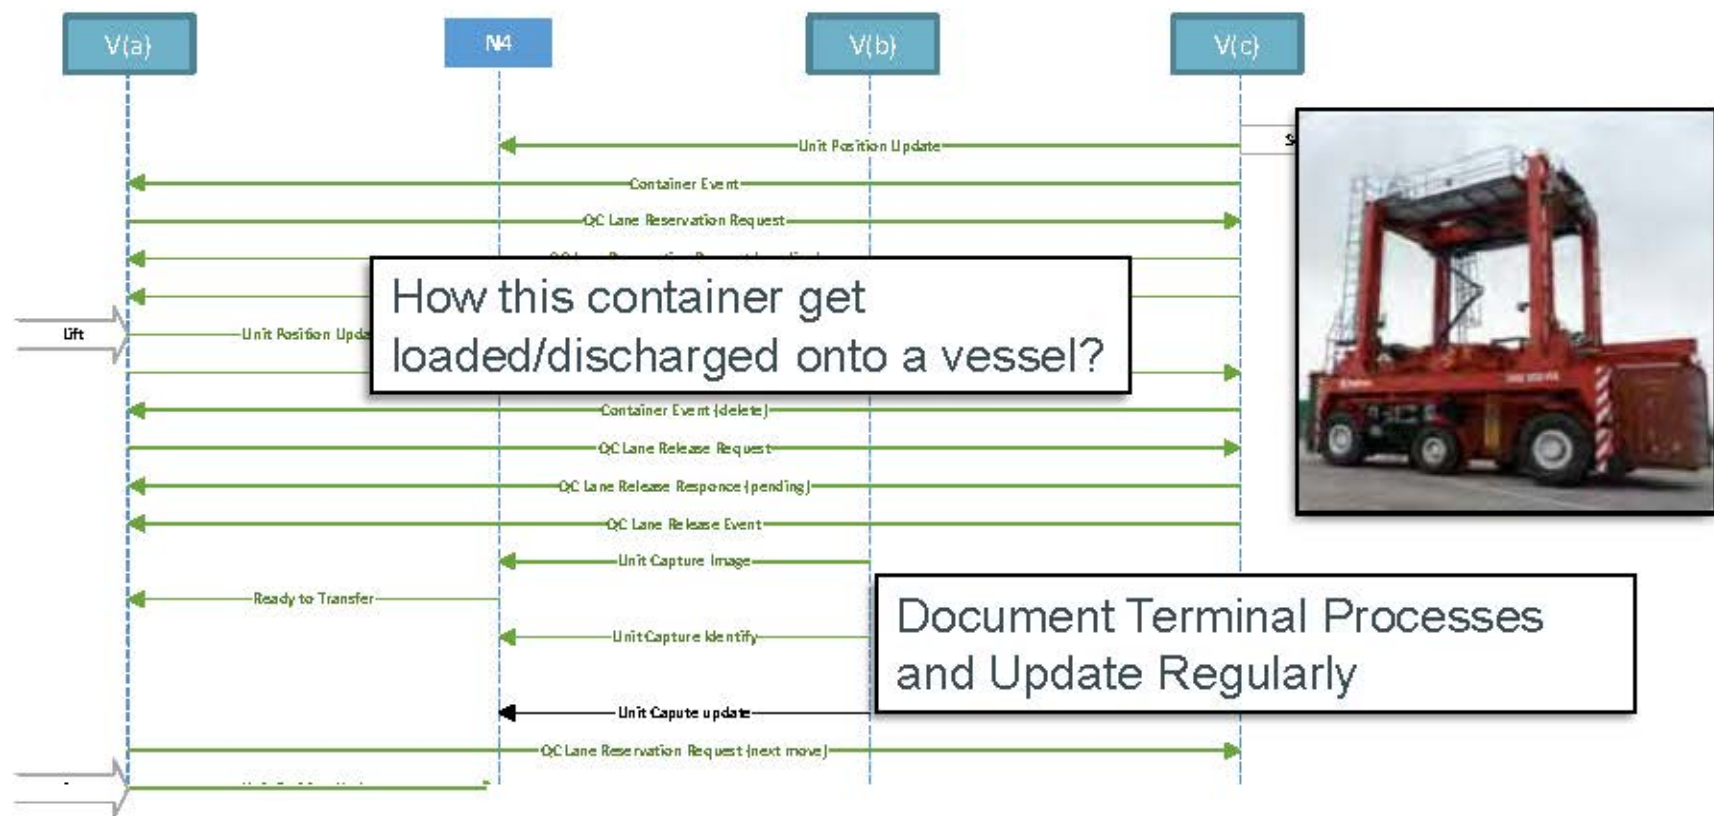 V(a)
N4
V(b)
V(c)
Unit Position Update
Container Event
QC Lane Reservation Request
How this container get
loaded/discharged onto a vessel?
Lift
Unit Position
Container Event (delete)
QC Lane Release Request
QC Lane Release Responce (pending)
QC Lane Release Event
Unit Capture Image
Ready to Transfer
Document Terminal Processes
and Update Regularly
Unit Capture Identify
Unit Capute update
QC Lane Reservation Request (next move)